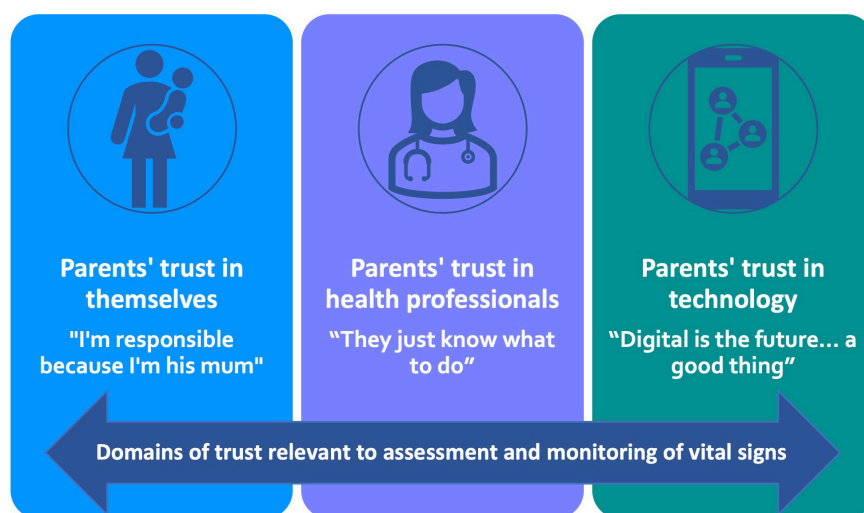 Parents' trust in
themselves
"I'm responsible
because I'm his mum"
Parents' trust in
health professionals
“They just know what
to do”
Parents' trust in
technology
“Digital is the future... a
good thing”
Domains of trust relevant to assessment and monitoring of vital signs